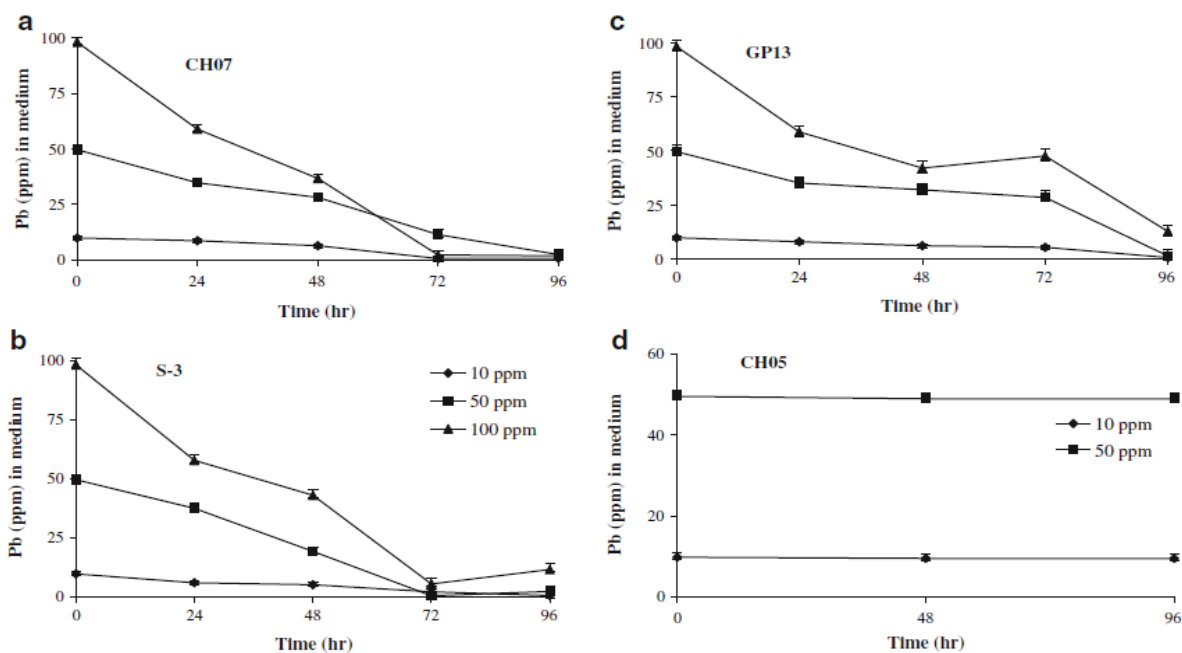 a
CH07
Pb (ppm) in medium
100
75
50
25
0
0 24 48 72 96
Time (hr)
b
S-3
10 ppm
50 ppm
100 ppm
Pb (ppm) in medium
100
75
50
25
0
0 24 48 72 96
Time (hr)
c
GP13
Pb (ppm) in medium
100
75
50
25
0
0 24 48 72 96
Time (hr)
d
CH05
10 ppm
50 ppm
Pb (ppm) in medium
60
40
20
0
0 48 96
Time (hr)